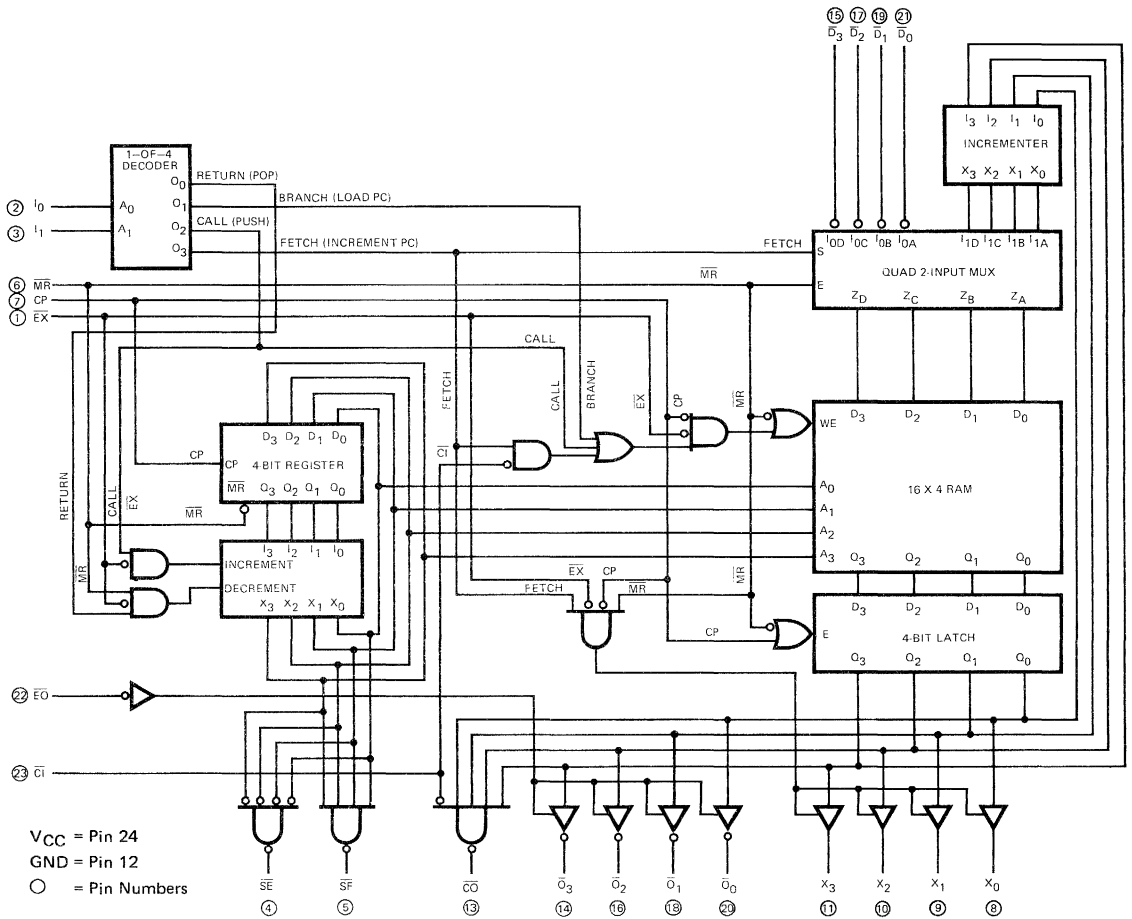 15 17 19 21
D̅3 D̅2 D̅1 D̅0
I3 I2 I1 I0
INCREMENTER
X3 X2 X1 X0
1–OF–4
DECODER
O0 RETURN (POP)
2 I0 A0 O1 BRANCH (LOAD PC)
3 I1 A1 O2 CALL (PUSH)
O3 FETCH (INCREMENT PC) FETCH
S I0D I0C I0B I0A I1D I1C I1B I1A
QUAD 2-INPUT MUX
6 M̅R̅ M̅R̅ E
7 CP
1 E̅X̅
ZD ZC ZB ZA
CALL
FETCH
CALL
BRANCH
E̅X̅
CP
M̅R̅
D3 D2 D1 D0
WE
16 X 4 RAM
A0
A1
A2
A3
Q3 Q2 Q1 Q0
C̅I̅
D3 D2 D1 D0
CP CP 4-BIT REGISTER
M̅R̅ Q3 Q2 Q1 Q0
RETURN
CALL
E̅X̅
M̅R̅
M̅R̅
I3 I2 I1 I0
INCREMENT
DECREMENT
X3 X2 X1 X0
E̅X̅ CP
FETCH M̅R̅
M̅R̅
CP
D3 D2 D1 D0
E 4-BIT LATCH
Q3 Q2 Q1 Q0
22 E̅O̅
23 C̅I̅
VCC = Pin 24
GND = Pin 12
= Pin Numbers
S̅E̅ S̅F̅ C̅O̅ O̅3 O̅2 O̅1 O̅0 X3 X2 X1 X0
4 5 13 14 16 18 20 11 10 9 8